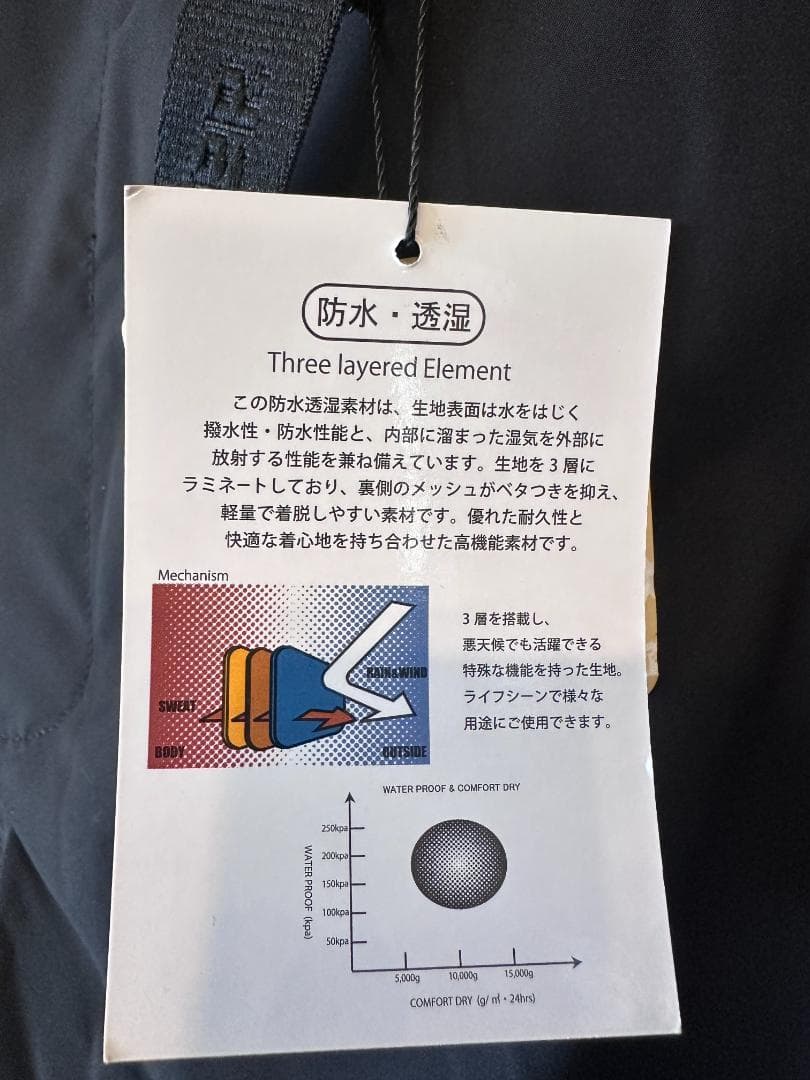 防水・透湿
Three layered Element
この防水透湿素材は、生地表面は水をはじく
撥水性・防水性能と、内部に溜まった湿気を外部に
放射する性能を兼ね備えています。生地を3層に
ラミネートしており、裏側のメッシュがベタつきを抑え、
軽量で着脱しやすい素材です。優れた耐久性と
快適な着心地を持ち合わせた高機能素材です。
Mechanism
RAIN&WIND
SWEAT
BODY
OUTSIDE
3層を搭載し、
悪天候でも活躍できる
特殊な機能を持った生地。
ライフシーンで様々な
用途にご使用できます。
WATER PROOF & COMFORT DRY
WATER PROOF (kpa)
250kpa
200kpa
150kpa
100kpa
50kpa
5,000g 10,000g 15,000g
COMFORT DRY (g/㎡・24hrs)